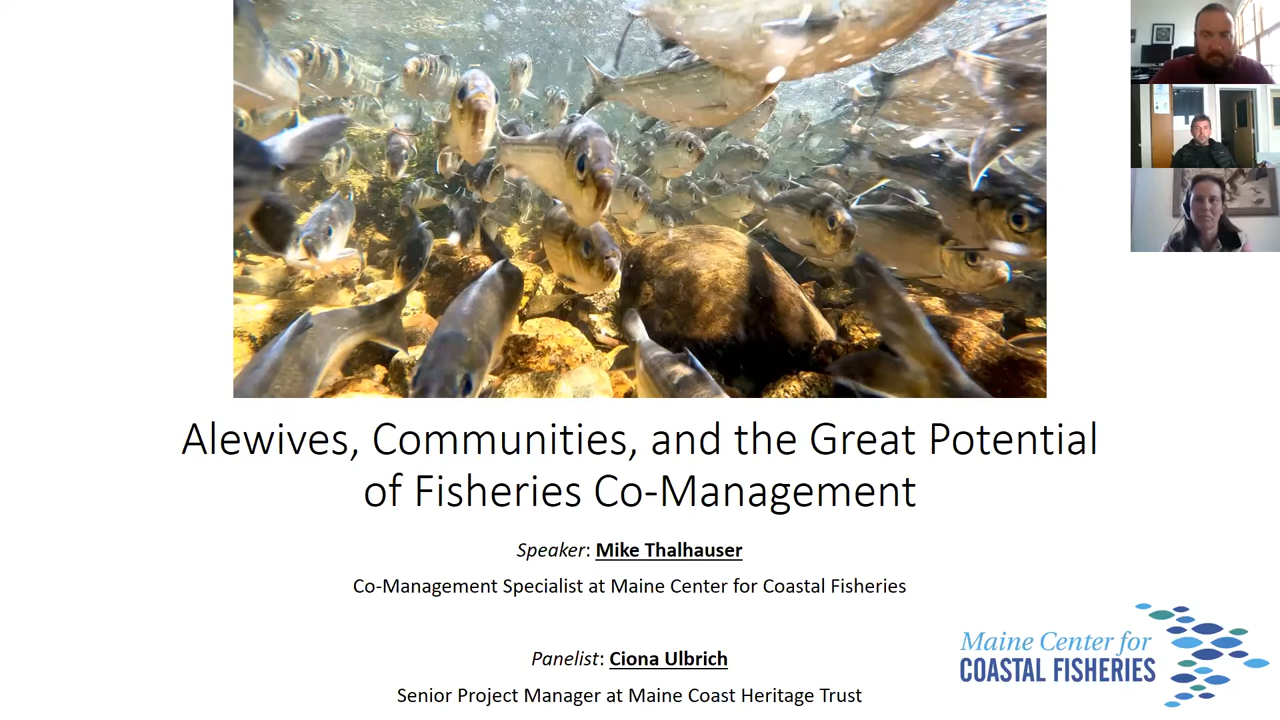 Alewives, Communities, and the Great Potential
of Fisheries Co-Management
Speaker: Mike Thalhauser
Co-Management Specialist at Maine Center for Coastal Fisheries
Panelist: Ciona Ulbrich
Senior Project Manager at Maine Coast Heritage Trust
Maine Center for
COASTAL FISHERIES